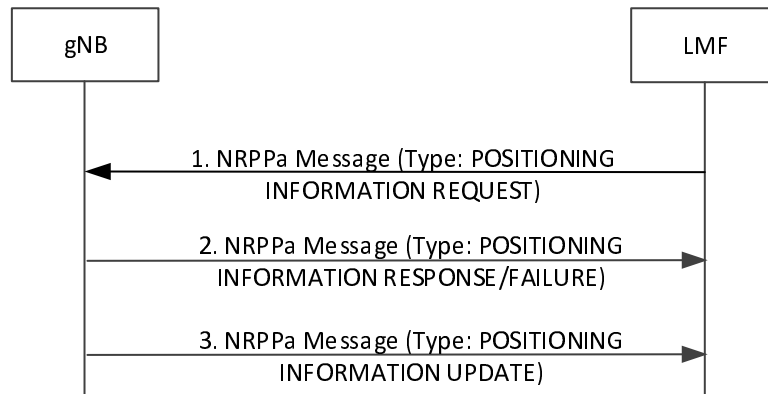 gNB
LMF
1. NRPPa Message (Type: POSITIONING
INFORMATION REQUEST)
2. NRPPa Message (Type: POSITIONING
INFORMATION RESPONSE/FAILURE)
3. NRPPa Message (Type: POSITIONING
INFORMATION UPDATE)